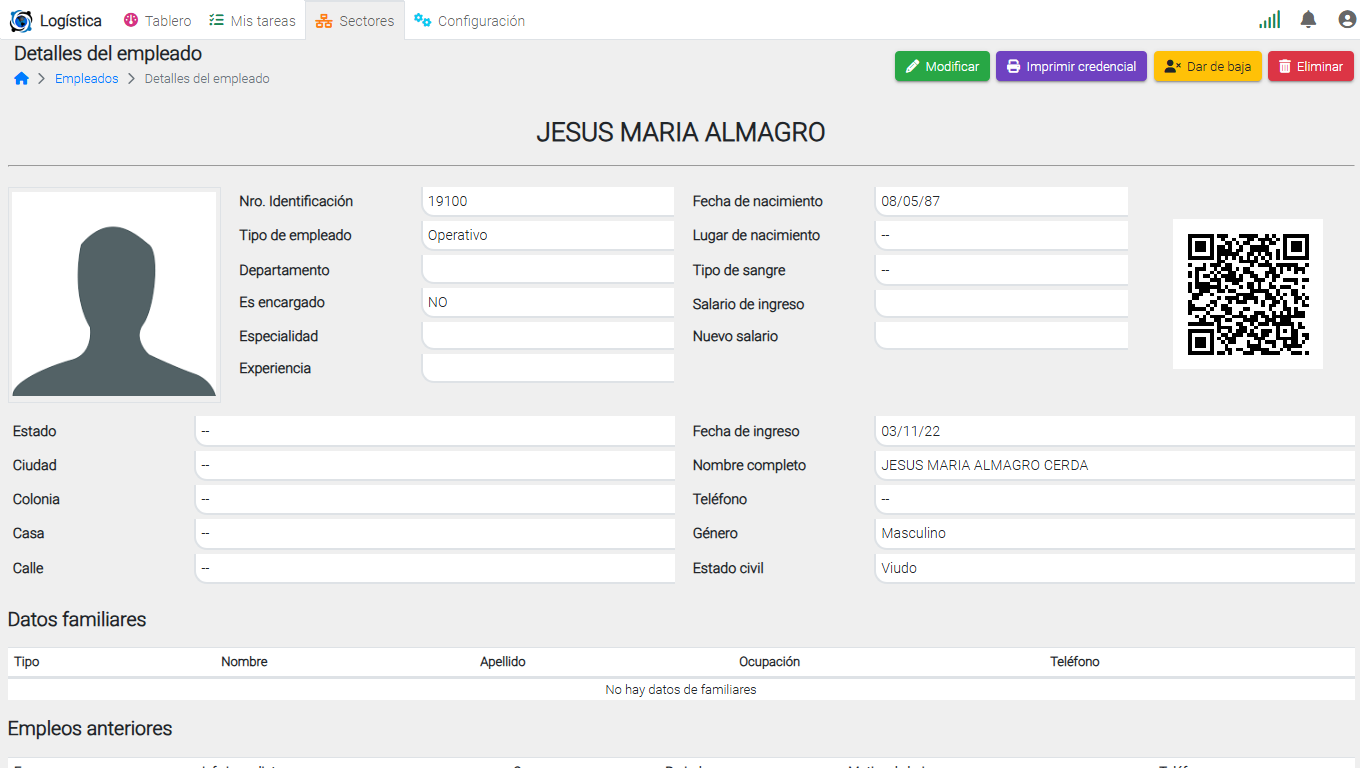 Logística Tablero Mis tareas Sectores Configuración
Detalles del empleado
Empleados Detalles del empleado
Modificar Imprimir credencial Dar de baja Eliminar
JESUS MARIA ALMAGRO
Nro. Identificación 19100 Fecha de nacimiento 08/05/87
Tipo de empleado Operativo Lugar de nacimiento --
Departamento Tipo de sangre --
Es encargado NO Salario de ingreso
Especialidad Nuevo salario
Experiencia
Estado -- Fecha de ingreso 03/11/22
Ciudad -- Nombre completo JESUS MARIA ALMAGRO CERDA
Colonia -- Teléfono --
Casa -- Género Masculino
Calle -- Estado civil Viudo
Datos familiares
Tipo Nombre Apellido Ocupación Teléfono
No hay datos de familiares
Empleos anteriores